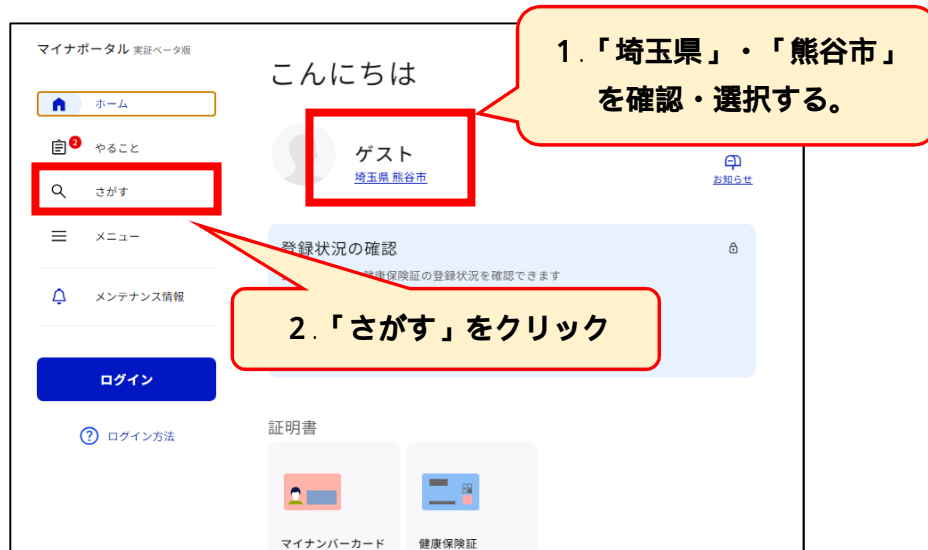 マイナポータル 実証ベータ版
ホーム
2
やること
さがす
メニュー
メンテナンス情報
ログイン
? ログイン方法
こんにちは
ゲスト
埼玉県 熊谷市
お知らせ
1.「埼玉県」・「熊谷市」
を確認・選択する。
登録状況の確認
健康保険証の登録状況を確認できます
2.「さがす」をクリック
証明書
マイナンバーカード
健康保険証